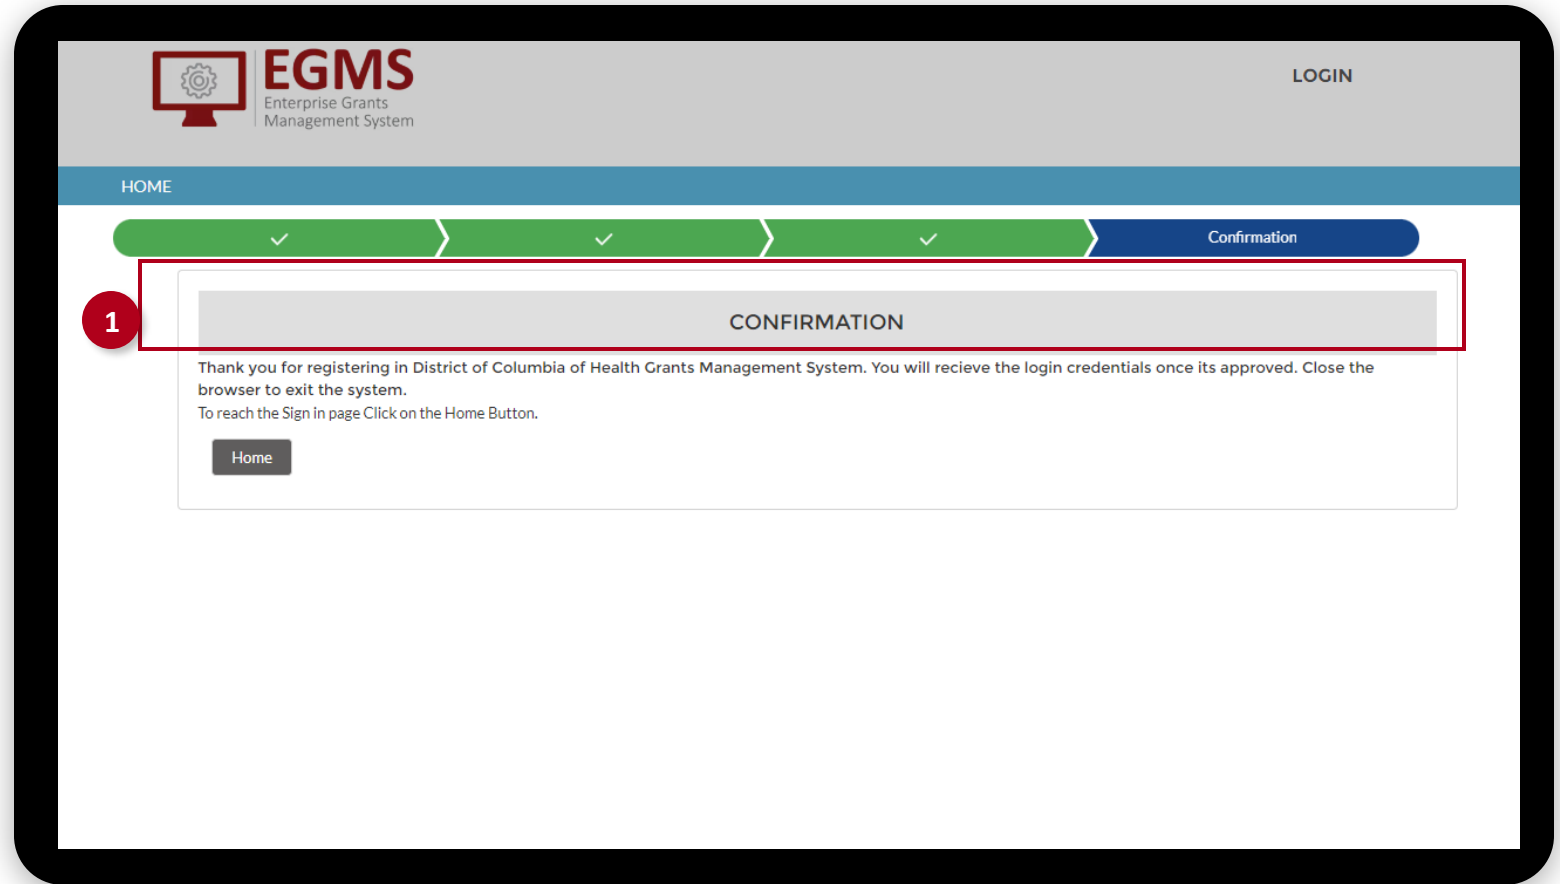 EGMS
Enterprise Grants
Management System
LOGIN
HOME
Confirmation
1
CONFIRMATION
Thank you for registering in District of Columbia of Health Grants Management System. You will recieve the login credentials once its approved. Close the
browser to exit the system.
To reach the Sign in page Click on the Home Button.
Home